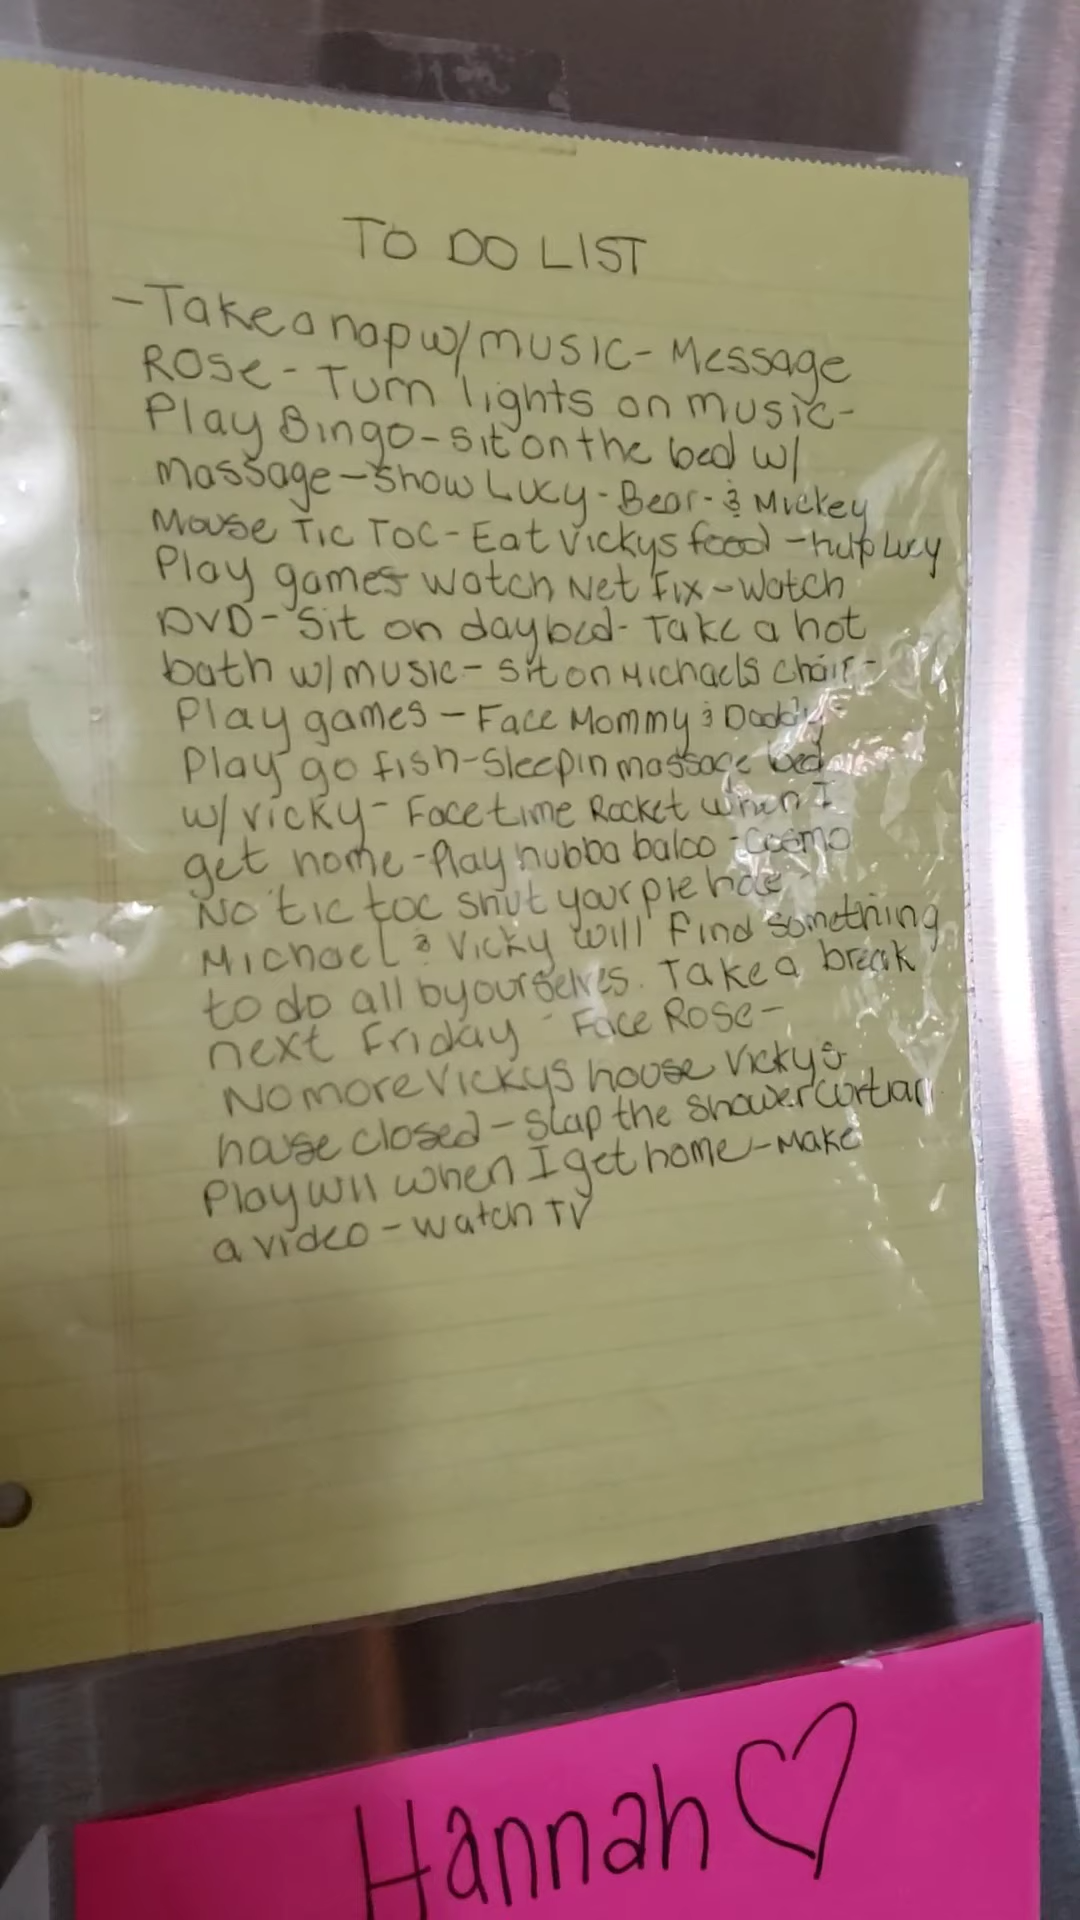 TO DO LIST
-Take a nap w/ music- Message
Rose- Turn lights on music-
Play Bingo-sit on the bed w/
massage-show Lucy-Bear-& Mickey
Mouse Tic Toc-Eat Vickys food -help Lucy
Play games watch Net Fix-watch
DVD- Sit on daybed- Take a hot
bath w/music- sit on Michaels chair-
Play games - Face Mommy & Daddy-
Play go fish-Sleep in massage bed
w/ vicky- Facetime Rocket when I
get home-Play hubba baloo-Cosmo
No tic toc shut your pie hole-
Michael & Vicky will find something
to do all by ourselves. Take a break
next Friday - Face Rose-
No more Vickys house Vickys
house closed-slap the shower curtian
Play wii when I get home-Make
a video-watch TV
Hannah